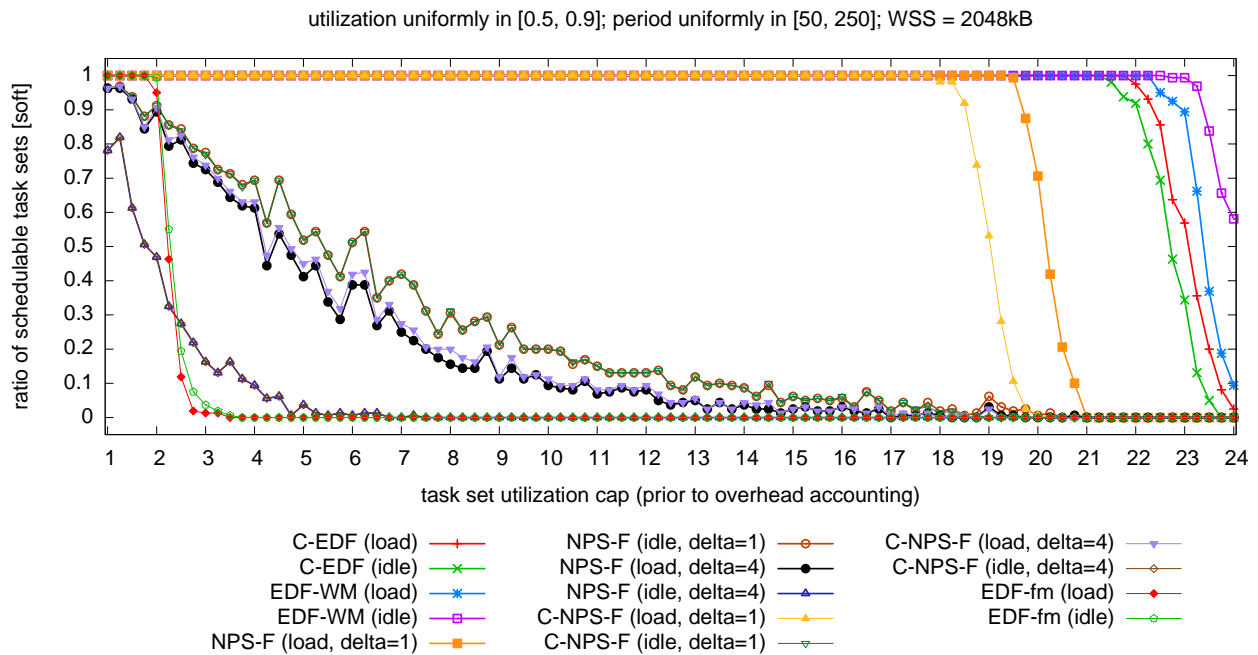 utilization uniformly in [0.5, 0.9]; period uniformly in [50, 250]; WSS = 2048kB
ratio of schedulable task sets [soft]
1
0.9
0.8
0.7
0.6
0.5
0.4
0.3
0.2
0.1
0
1 2 3 4 5 6 7 8 9 10 11 12 13 14 15 16 17 18 19 20 21 22 23 24
task set utilization cap (prior to overhead accounting)
C-EDF (load)
C-EDF (idle)
EDF-WM (load)
EDF-WM (idle)
NPS-F (load, delta=1)
NPS-F (idle, delta=1)
NPS-F (load, delta=4)
NPS-F (idle, delta=4)
C-NPS-F (load, delta=1)
C-NPS-F (idle, delta=1)
C-NPS-F (load, delta=4)
C-NPS-F (idle, delta=4)
EDF-fm (load)
EDF-fm (idle)